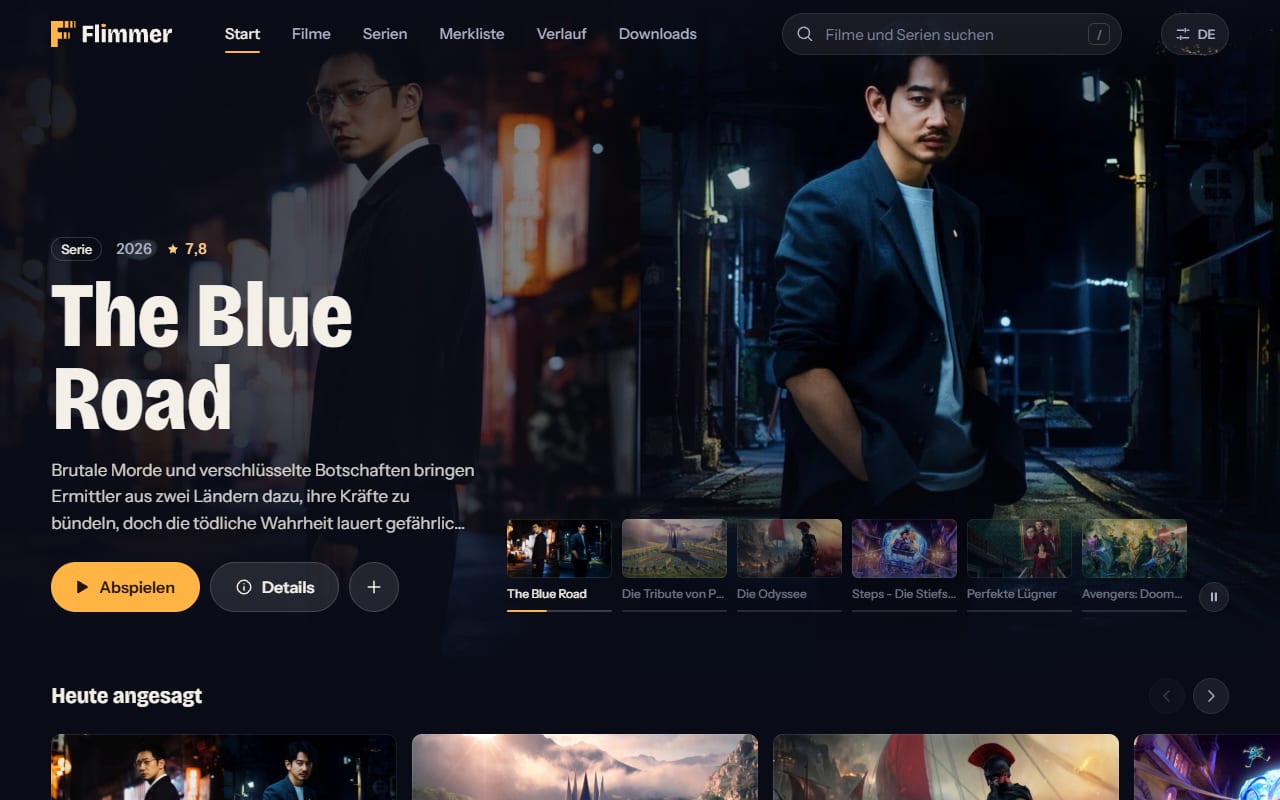 Flimmer
Start
Filme
Serien
Merkliste
Verlauf
Downloads
Filme und Serien suchen
/
DE
Serie
2026
7,8
The Blue
Road
Brutale Morde und verschlüsselte Botschaften bringen
Ermittler aus zwei Ländern dazu, ihre Kräfte zu
bündeln, doch die tödliche Wahrheit lauert gefährlic...
Abspielen
Details
The Blue Road
Die Tribute von P...
Die Odyssee
Steps - Die Stiefs...
Perfekte Lügner
Avengers: Doom...
Heute angesagt